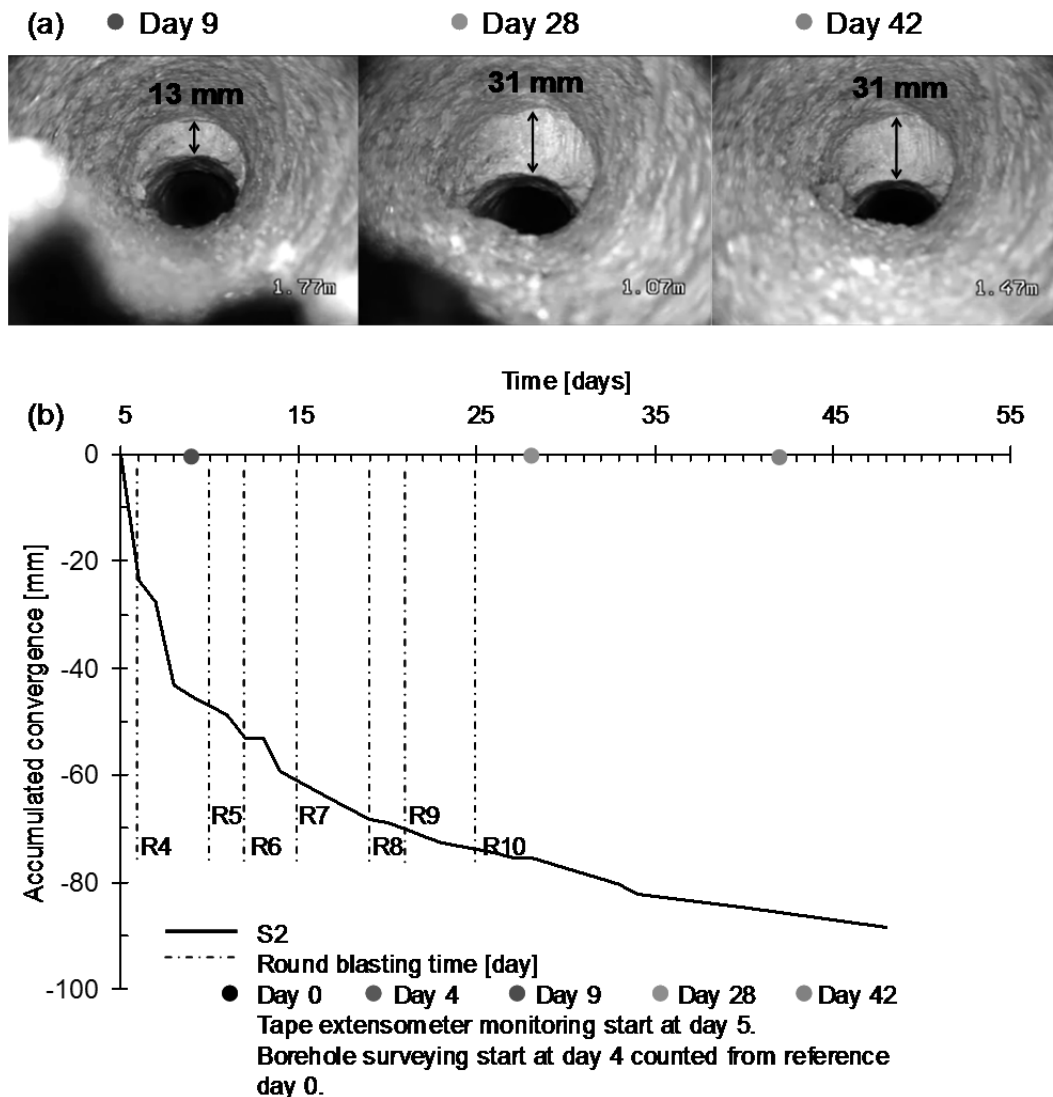 (a) Day 9 Day 28 Day 42
13 mm 31 mm 31 mm
1.77m 1.07m 1.47m
Time [days]
(b) 5 15 25 35 45 55
0
-20
-40
-60
-80
-100
Accumulated convergence [mm]
R5 R7 R9
R4 R6 R8 R10
S2
Round blasting time [day]
Day 0 Day 4 Day 9 Day 28 Day 42
Tape extensometer monitoring start at day 5.
Borehole surveying start at day 4 counted from reference
day 0.